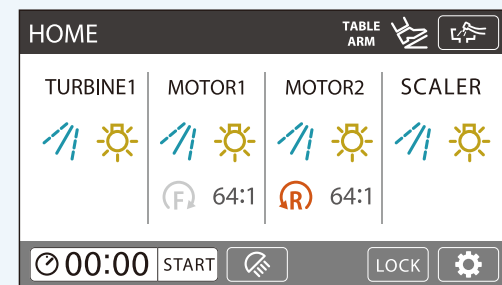 HOME
TABLE
ARM
TURBINE1 MOTOR1 MOTOR2 SCALER
F 64:1 R 64:1
00:00 START LOCK